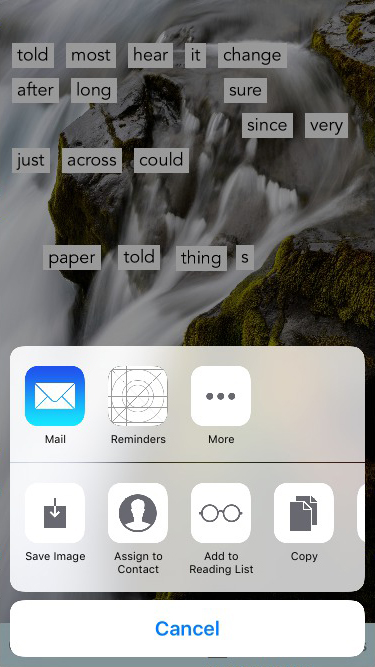 told most hear it change
after long sure
since very
just across could
paper told thing s
Mail Reminders More
Save Image Assign to Contact Add to Reading List Copy
Cancel